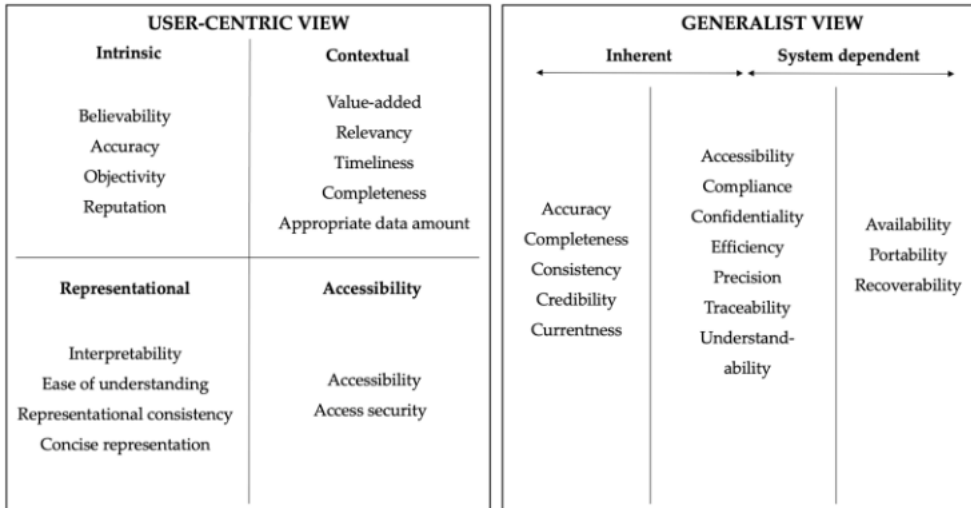 USER-CENTRIC VIEW
Intrinsic
Believability
Accuracy
Objectivity
Reputation
Contextual
Value-added
Relevancy
Timeliness
Completeness
Appropriate data amount
Representational
Interpretability
Ease of understanding
Representational consistency
Concise representation
Accessibility
Accessibility
Access security
GENERALIST VIEW
Inherent
System dependent
Accuracy
Completeness
Consistency
Credibility
Currentness
Accessibility
Compliance
Confidentiality
Efficiency
Precision
Traceability
Understand-
ability
Availability
Portability
Recoverability